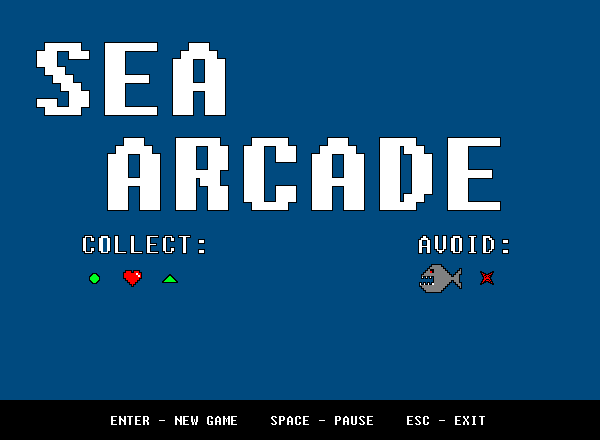 SEA
ARCADE
COLLECT: AVOID:
ENTER - NEW GAME SPACE - PAUSE ESC - EXIT